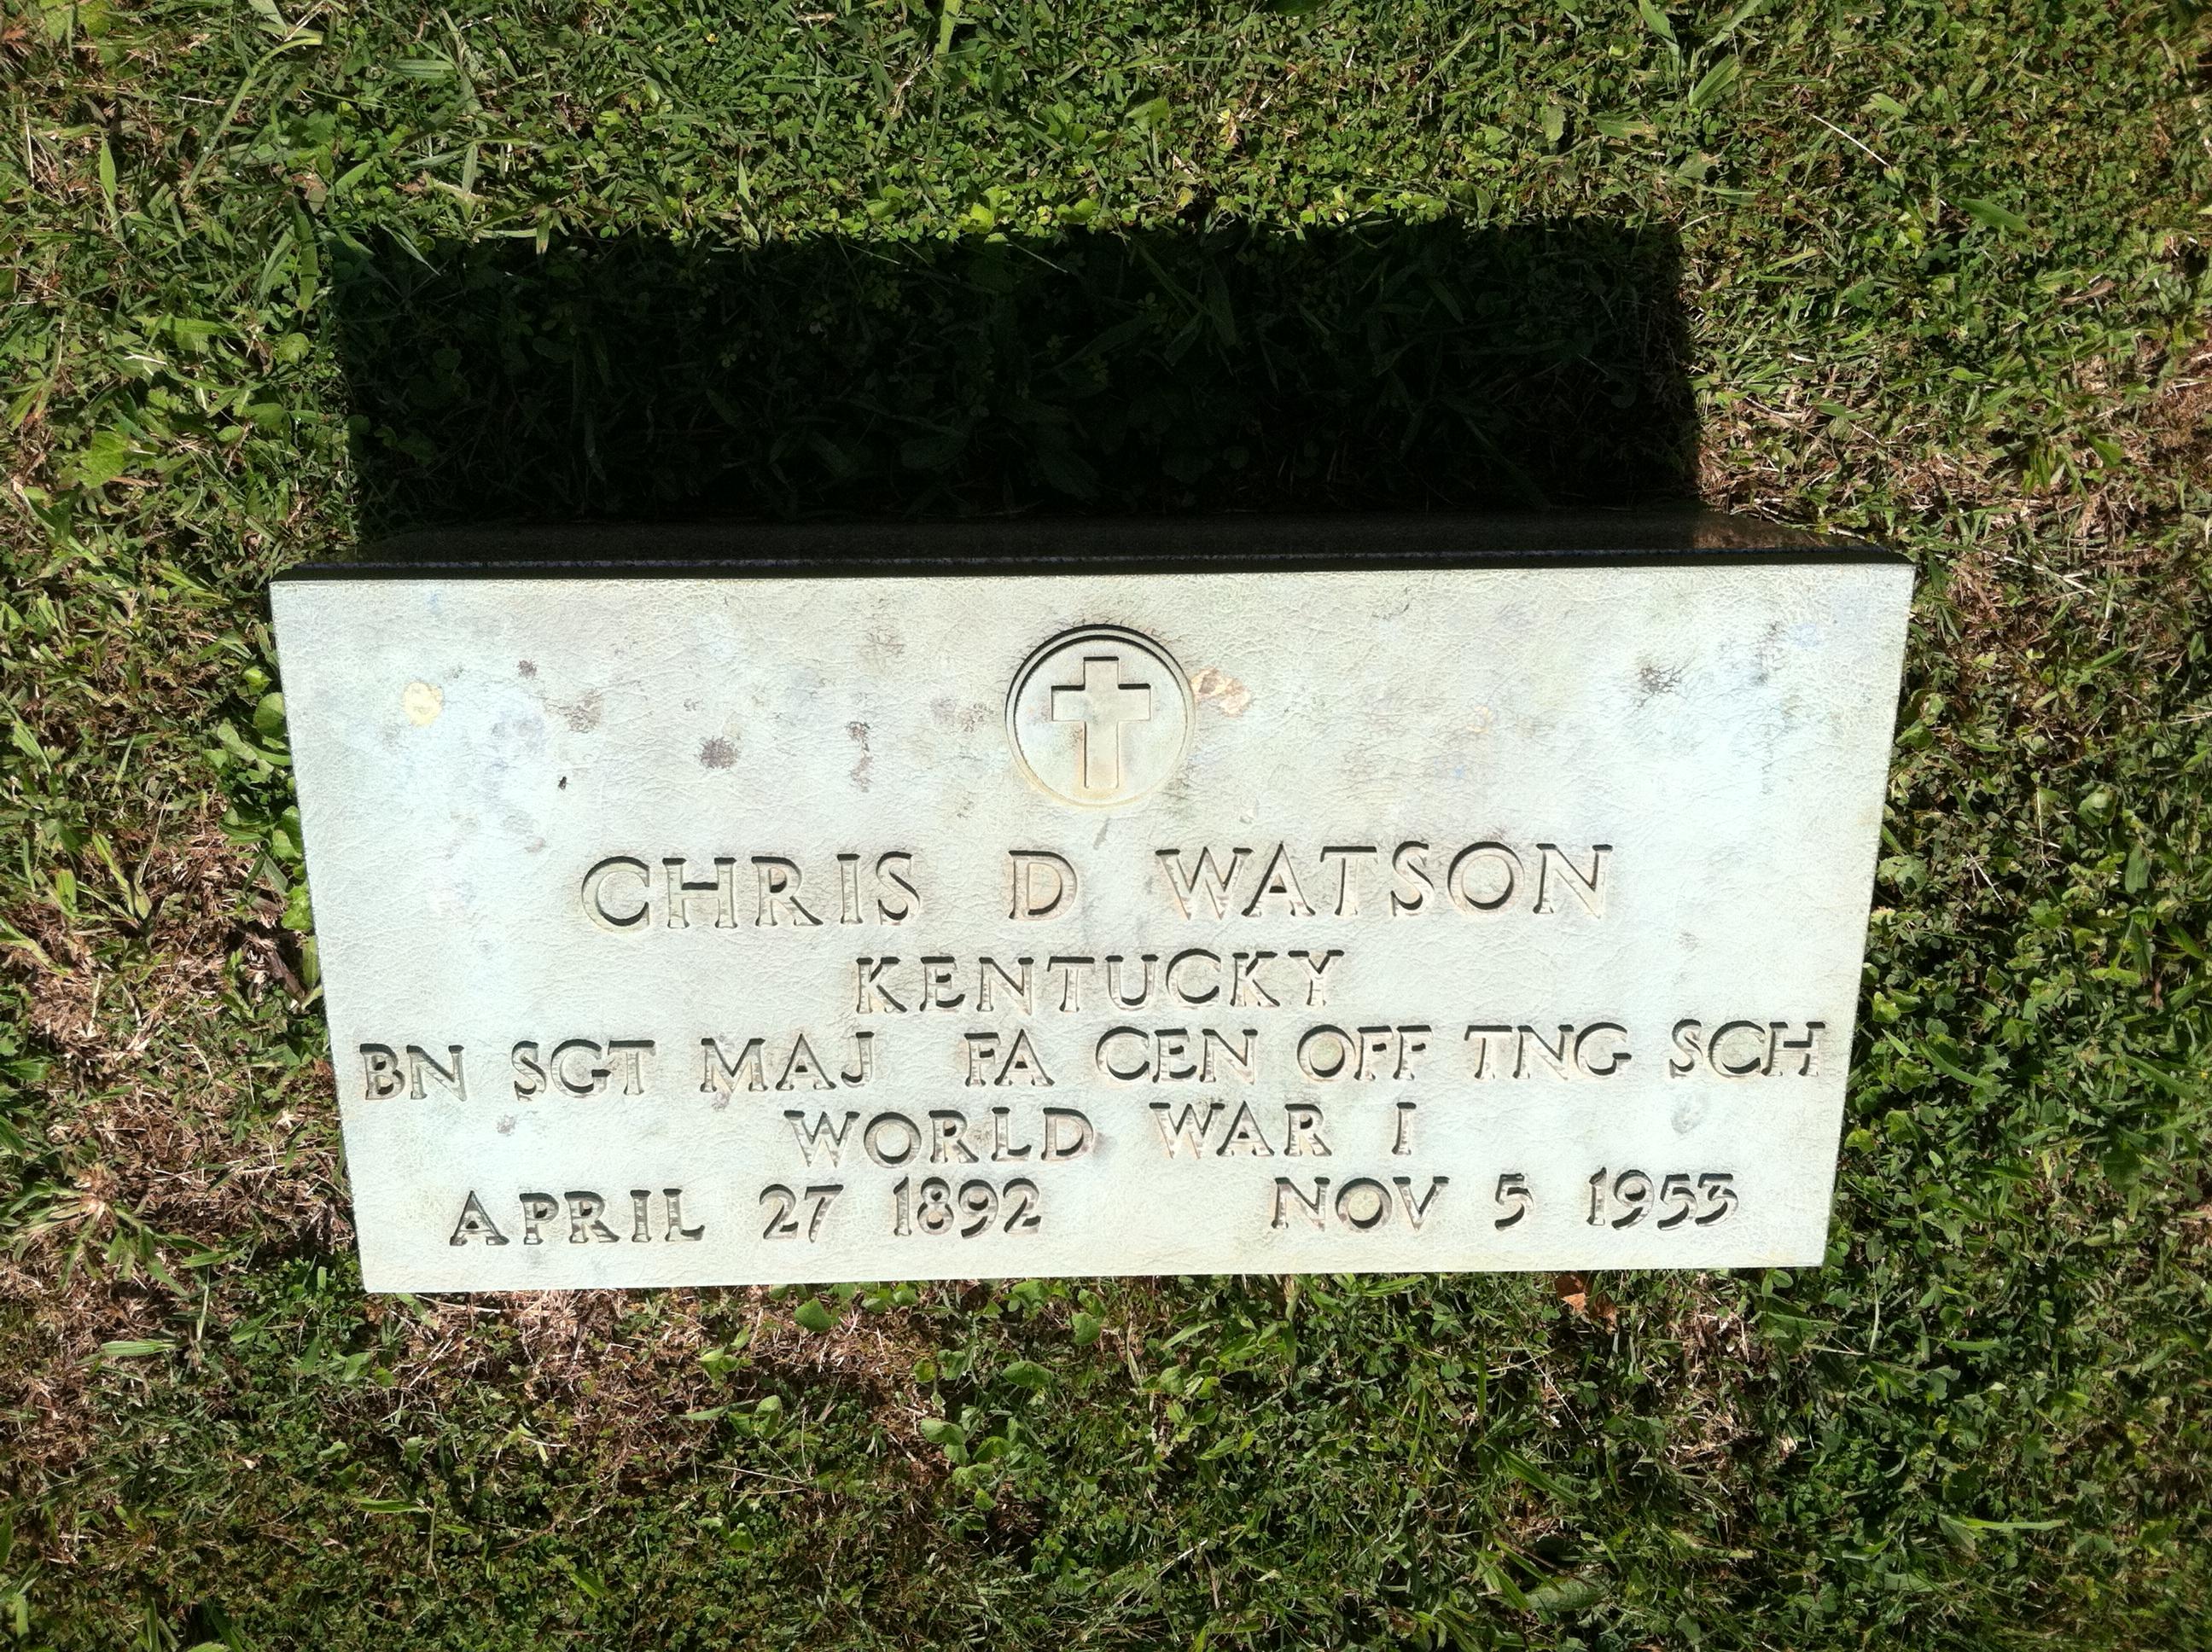 CHRIS D WATSON
KENTUCKY
BN SGT MAJ FA CEN OFF TNG SCH
WORLD WAR I
APRIL 27 1892 NOV 5 1953